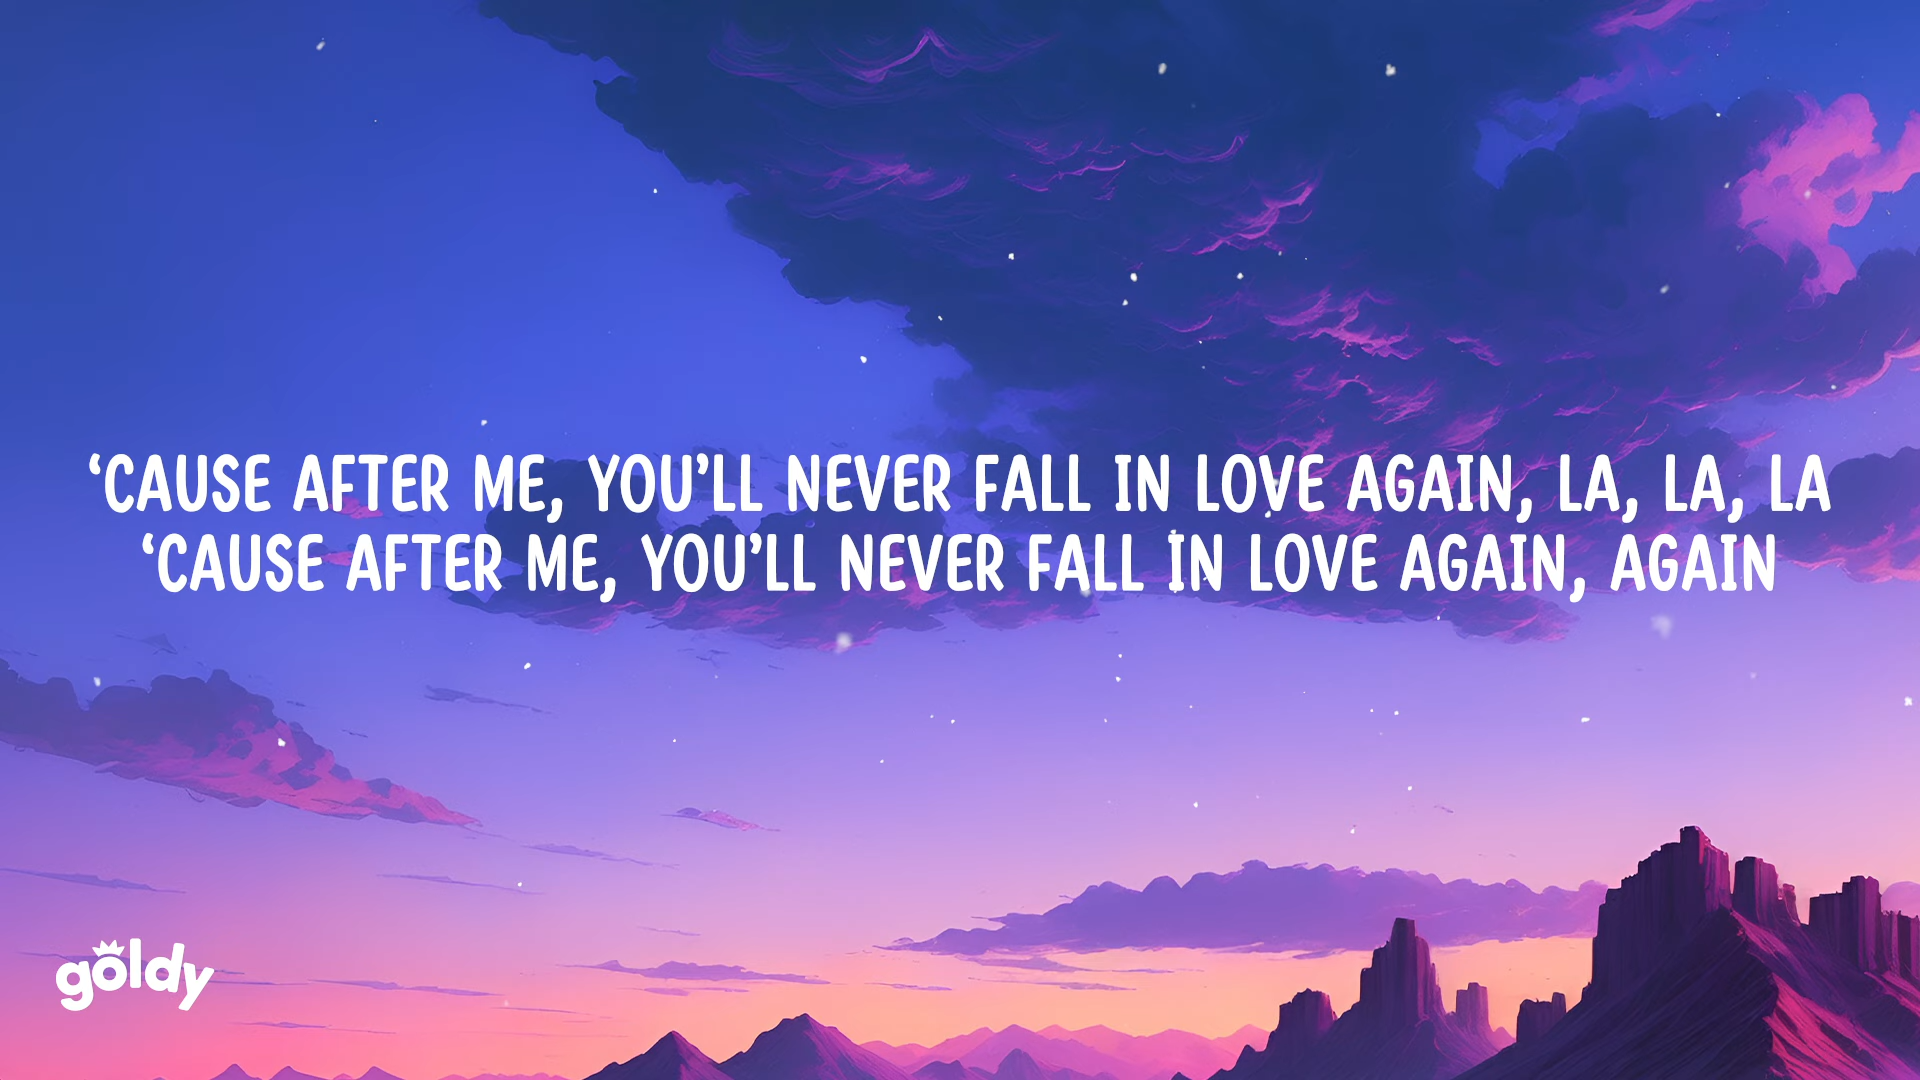 ‘CAUSE AFTER ME, YOU’LL NEVER FALL IN LOVE AGAIN, LA, LA, LA
‘CAUSE AFTER ME, YOU’LL NEVER FALL IN LOVE AGAIN, AGAIN
goldy